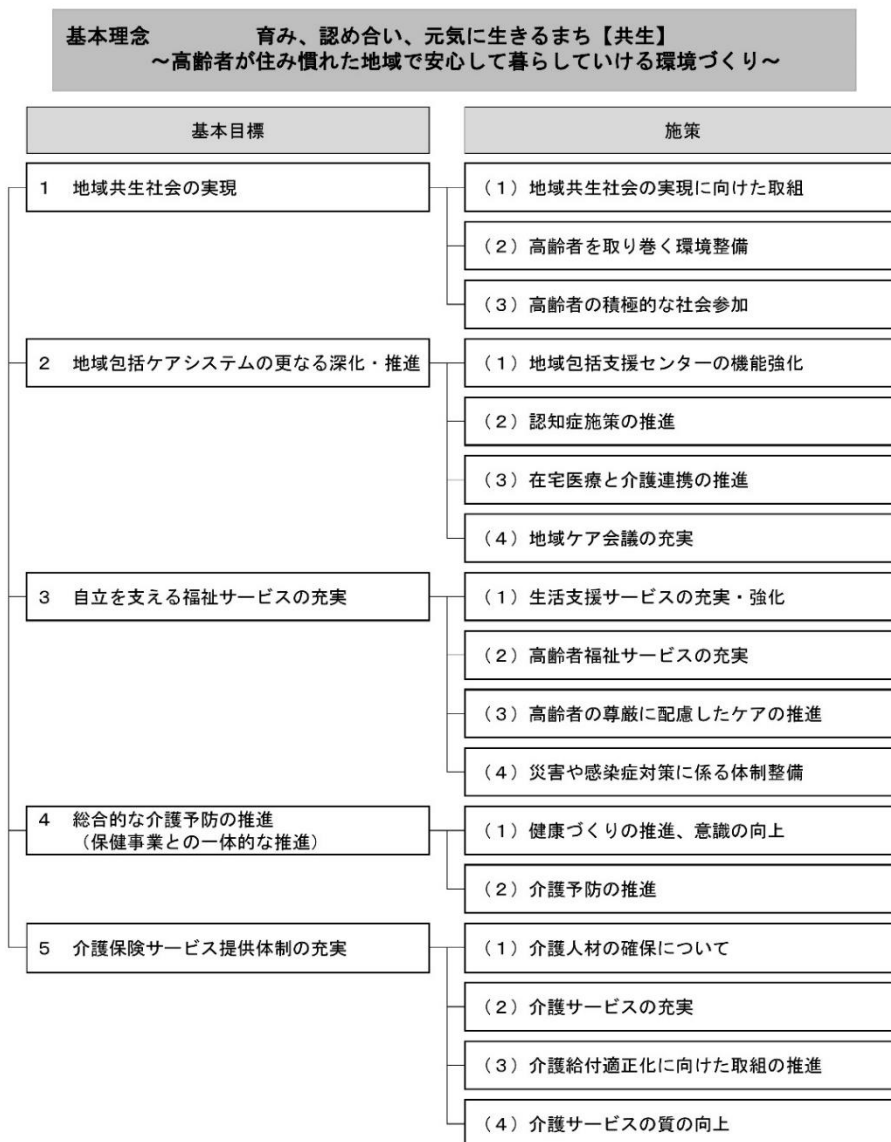 基本理念　育み、認め合い、元気に生きるまち【共生】
～高齢者が住み慣れた地域で安心して暮らしていける環境づくり～
基本目標
施策
１　地域共生社会の実現
（１）地域共生社会の実現に向けた取組
（２）高齢者を取り巻く環境整備
（３）高齢者の積極的な社会参加
２　地域包括ケアシステムの更なる深化・推進
（１）地域包括支援センターの機能強化
（２）認知症施策の推進
（３）在宅医療と介護連携の推進
（４）地域ケア会議の充実
３　自立を支える福祉サービスの充実
（１）生活支援サービスの充実・強化
（２）高齢者福祉サービスの充実
（３）高齢者の尊厳に配慮したケアの推進
（４）災害や感染症対策に係る体制整備
４　総合的な介護予防の推進
（保健事業との一体的な推進）
（１）健康づくりの推進、意識の向上
（２）介護予防の推進
５　介護保険サービス提供体制の充実
（１）介護人材の確保について
（２）介護サービスの充実
（３）介護給付適正化に向けた取組の推進
（４）介護サービスの質の向上